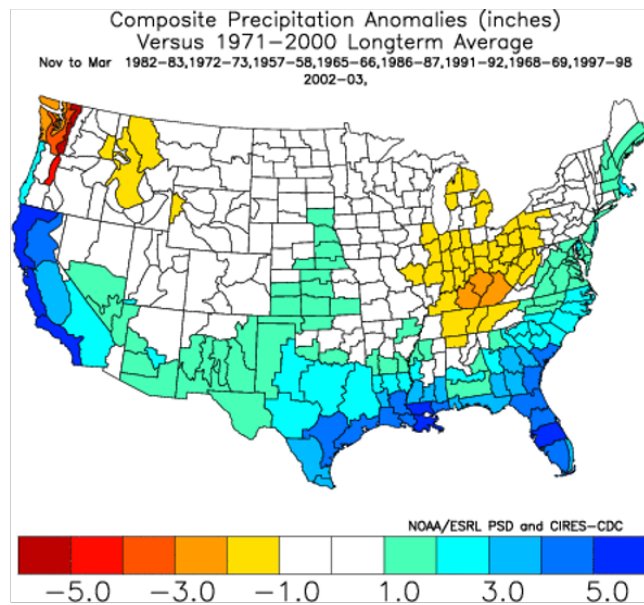 Composite Precipitation Anomalies (inches)
Versus 1971-2000 Longterm Average
Nov to Mar 1982-83,1972-73,1957-58,1965-66,1986-87,1991-92,1968-69,1997-98
2002-03,
NOAA/ESRL PSD and CIRES-CDC
-5.0 -3.0 -1.0 1.0 3.0 5.0